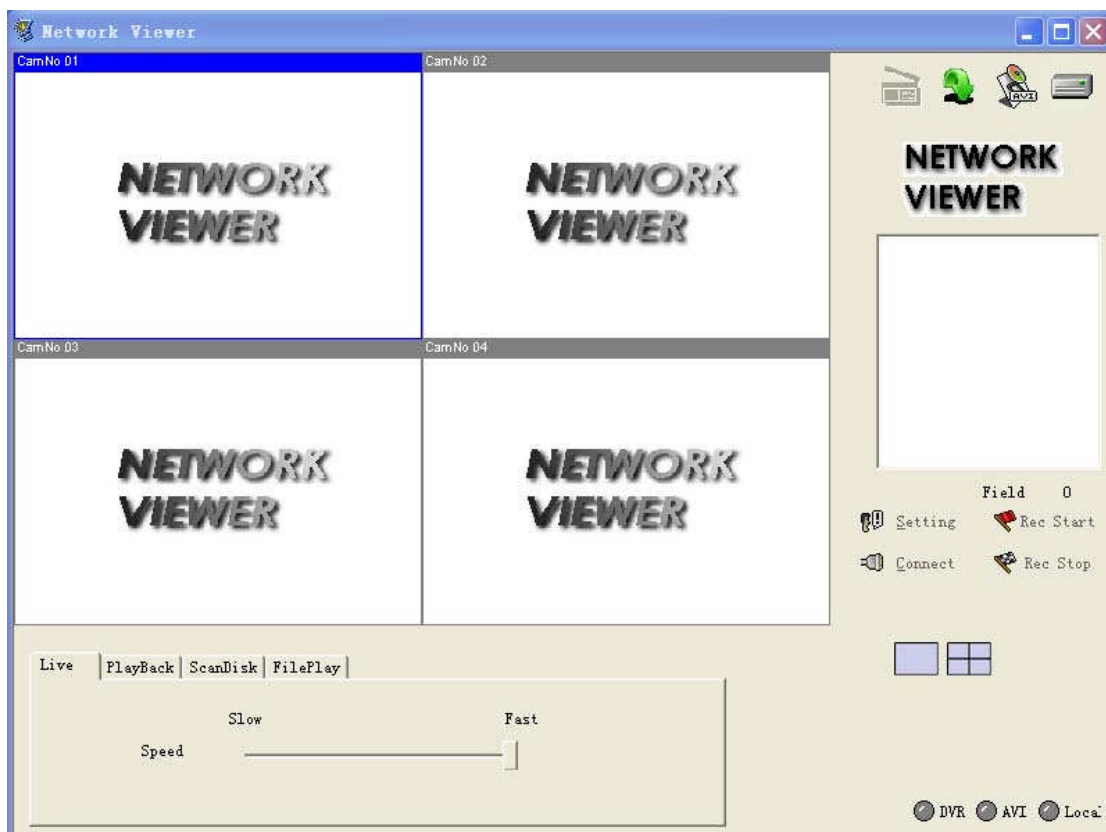 Network Viewer
CamNo 01
CamNo 02
NETWORK
VIEWER
NETWORK
VIEWER
CamNo 03
CamNo 04
NETWORK
VIEWER
NETWORK
VIEWER
AVI
NETWORK
VIEWER
Field 0
Setting Rec Start
Connect Rec Stop
Live PlayBack ScanDisk FilePlay
Slow Fast
Speed
DVR AVI Local